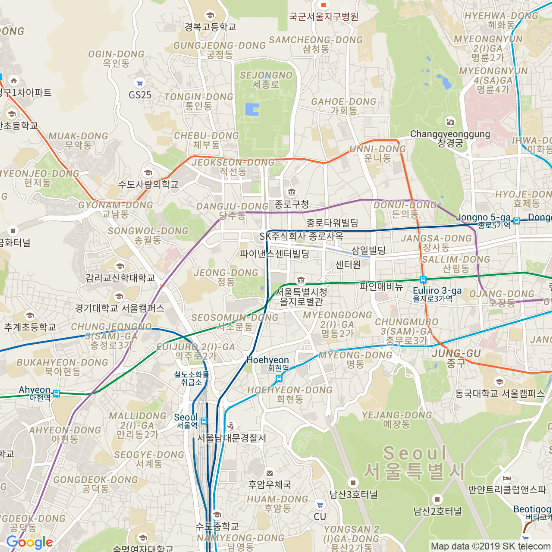 국군서울지구병원
HYEHWA-DONG
혜화동
경복고등학교
OGIN-DONG
옥인동
GUNGJEONG-DONG
궁정동
SAMCHEONG-DONG
삼청동
MYEONGNYUN
2(I)GA
명륜2가
SEJONGNO
세종로
MYEONGNYUN
4(SA)GA
명륜4가
GS25
TONGIN-DONG
통인동
GAHOE-DONG
가회동
구1차아파트
Changgyeonggung
창경궁
CHEBU-DONG
체부동
MUAK-DONG
무악동
UNNI-DONG
운니동
IHWA-D
이화동
JEOKSEON-DONG
적선동
YEONJEO-DONG
현저동
수도사랑의학교
HYOJE-DONG
효제동
GYONAM-DONG
교남동
DANGJU-DONG
당주동
종로구청
DONUI-DONG
돈의동
Jongno 5-ga
종로5가역
종로타워빌딩
SONGWOL-DONG
송월동
SK주식회사 종로사옥
JANGSA-DONG
장사동
파이낸스센터빌딩
삼일빌딩
센터원
SALLIM-DONG
산림동
감리교신학대학교
JEONG-DONG
정동
파인애비뉴
Euljiro 3-ga
을지로3가역
서울특별시청
을지로별관
OJANG-DONG
오장동
경기대학교 서울캠퍼스
추계초등학교
SEOSOMUN-DONG
서소문동
MYEONGDONG
2(I)-GA
명동2가
CHUNGMURO
3(SAM)-GA
충무로3가
CHUNGJEONGNO
3(SAM)-GA
충정로3가
EUIJURO 2(I)-GA
의주로2가
BUKAHYEON-DONG
북아현동
Hoehyeon
회현역
MYEONG-DONG
명동
JUNG-GU
중구
철도소화물
취급소
Ahyeon
아현역
HOEHYEON-DONG
회현동
동국대학교 서울캠퍼스
MALLIDONG
2(I)-GA
만리동2가
Seoul
서울역
YEJANG-DONG
예장동
AHYEON-DONG
아현동
서울남대문경찰서
Seoul
서울특별시
SEOGYE-DONG
서계동
GONGDEOK-DONG
공덕동
후암우체국
남산3호터널
반얀트리클럽앤스파
HUAM-DONG
후암동
남산2호터널
CU
수도중학교
GONGDEOK-DONG
공덕동
숙명여자대학교
NAMYEONG-DONG
남영동
YONGSAN
2(I)-GA
용산2가동
Google
Map data ©2019 SK telecom